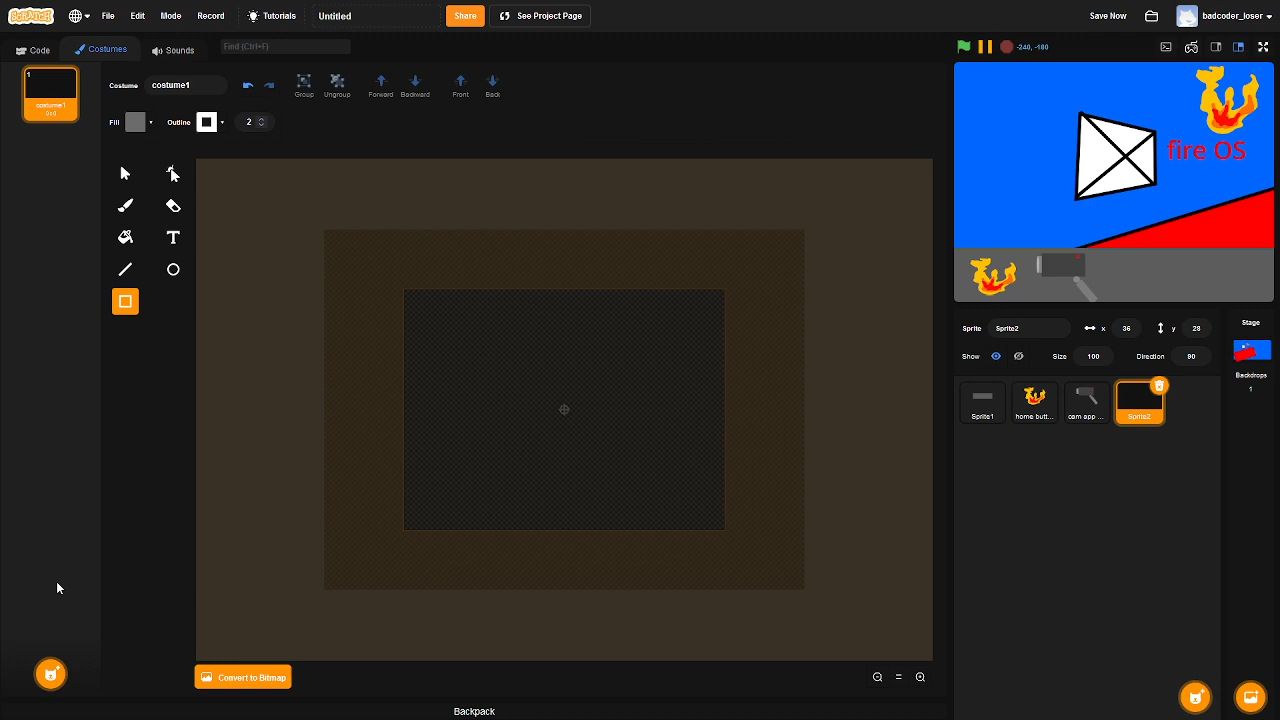 SCRATCH File Edit Mode Record Tutorials Untitled Share See Project Page Save Now badcoder_loser
Code Costumes Sounds Find (Ctrl+F) -240, -180
1
costume1
0x0
Costume costume1 Group Ungroup Forward Backward Front Back
Fill Outline 2
fire OS
Sprite Sprite2 x 36 y 28
Show Size 100 Direction 90
Stage
Backdrops
1
Sprite1 home butt... cam app ... Sprite2
Convert to Bitmap
Backpack